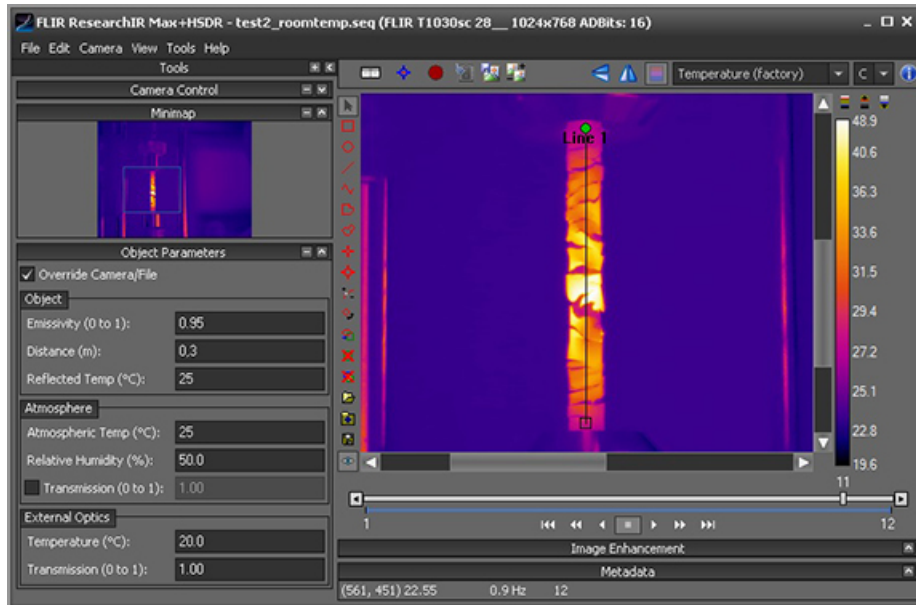 FLIR ResearchIR Max+HSDR - test2_roomtemp.seq (FLIR T1030sc 28__ 1024x768 ADBits: 16)
File Edit Camera View Tools Help
Tools
Camera Control
Minimap
Object Parameters
Override Camera/File
Object
Emissivity (0 to 1): 0.95
Distance (m): 0,3
Reflected Temp (°C): 25
Atmosphere
Atmospheric Temp (°C): 25
Relative Humidity (%): 50.0
Transmission (0 to 1): 1.00
External Optics
Temperature (°C): 20.0
Transmission (0 to 1): 1.00
Temperature (factory) C
Line 1
48.9
40.6
36.3
33.6
31.5
29.4
27.2
25.1
22.8
19.6
11
1 12
Image Enhancement
Metadata
(561, 451) 22.55 0.9 Hz 12